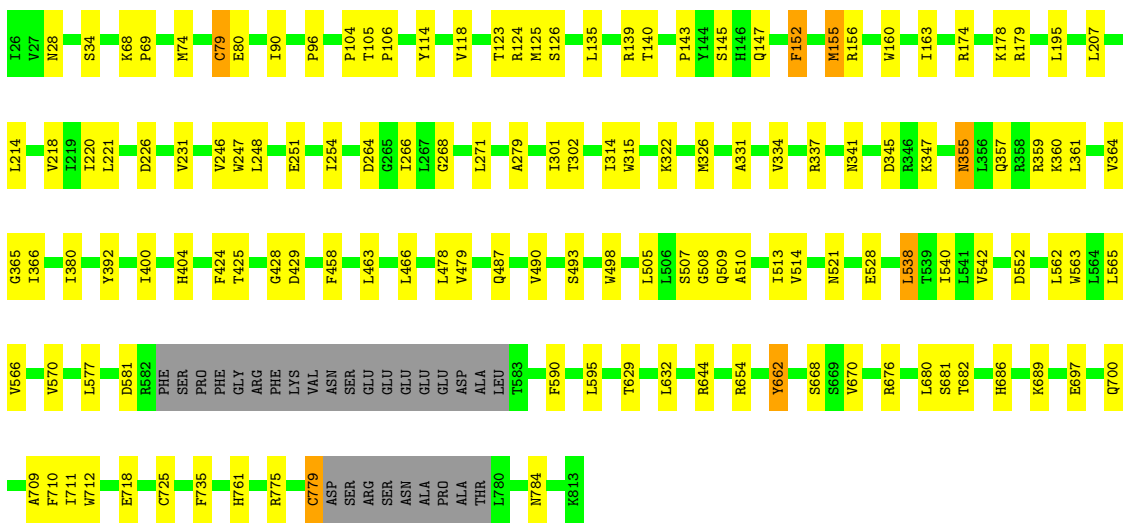 I26 V27 N28 S34 K68 P69 M74 C79 E80 I90 P96 P104 T105 P106 Y114 V118 T123 R124 M125 S126 L135 R139 T140 P143 Y144 S145 H146 Q147 F152 M155 R156 W160 I163 R174 K178 R179 L195 L207
L214 V218 I219 I220 L221 D226 V231 V246 W247 L248 E251 I254 D264 G265 I266 L267 G268 L271 A279 I301 T302 I314 W315 K322 M326 A331 V334 R337 N341 D345 R346 K347 N355 L356 Q357 R358 R359 K360 L361 V364
G365 I366 I380 Y392 I400 H404 F424 T425 G428 D429 F458 L463 L466 L478 V479 Q487 V490 S493 W498 L505 L506 S507 G508 Q509 A510 I513 V514 N521 E528 L538 T539 I540 L541 V542 D552 L562 W563 L564 L565
V566 V570 L577 D581 R582 PHE SER PRO PHE GLY ARG PHE LYS VAL ASN SER GLU GLU GLU GLU GLU ASP ALA LEU T583 F590 L595 T629 L632 R644 R654 Y662 S668 S669 V670 R676 L680 S681 T682 H686 K689 E697 Q700
A709 F710 I711 W712 E718 C725 F735 H761 R775 C779 ASP SER ARG SER ASN ALA PRO ALA THR L780 N784 K813